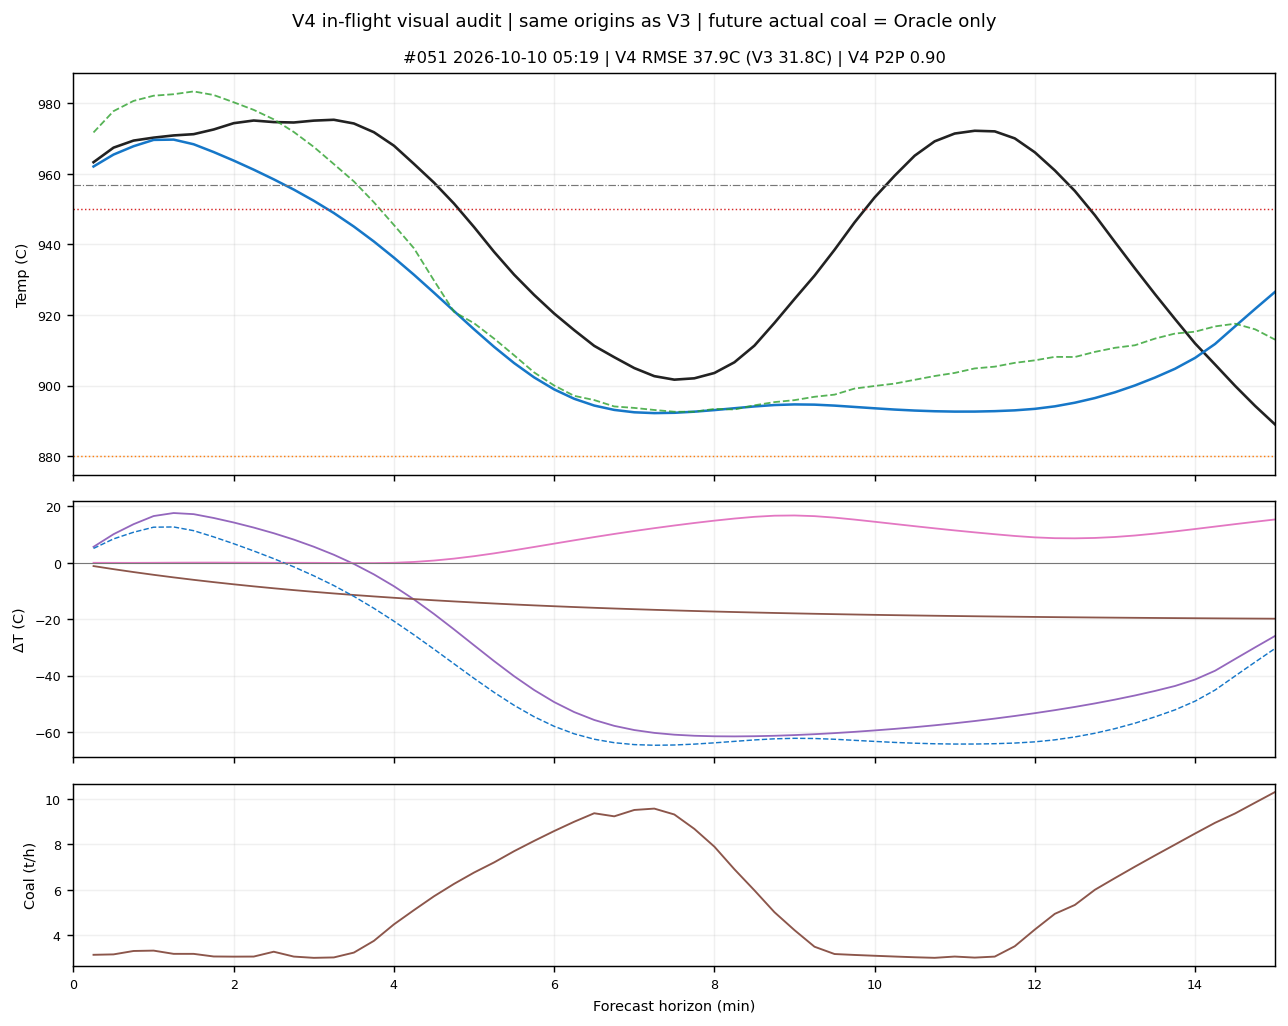 V4 in-flight visual audit | same origins as V3 | future actual coal = Oracle only
#051 2026-10-10 05:19 | V4 RMSE 37.9C (V3 31.8C) | V4 P2P 0.90
980
960
940
920
900
880
Temp (C)
20
0
−20
−40
−60
ΔT (C)
10
8
6
4
Coal (t/h)
0 2 4 6 8 10 12 14
Forecast horizon (min)